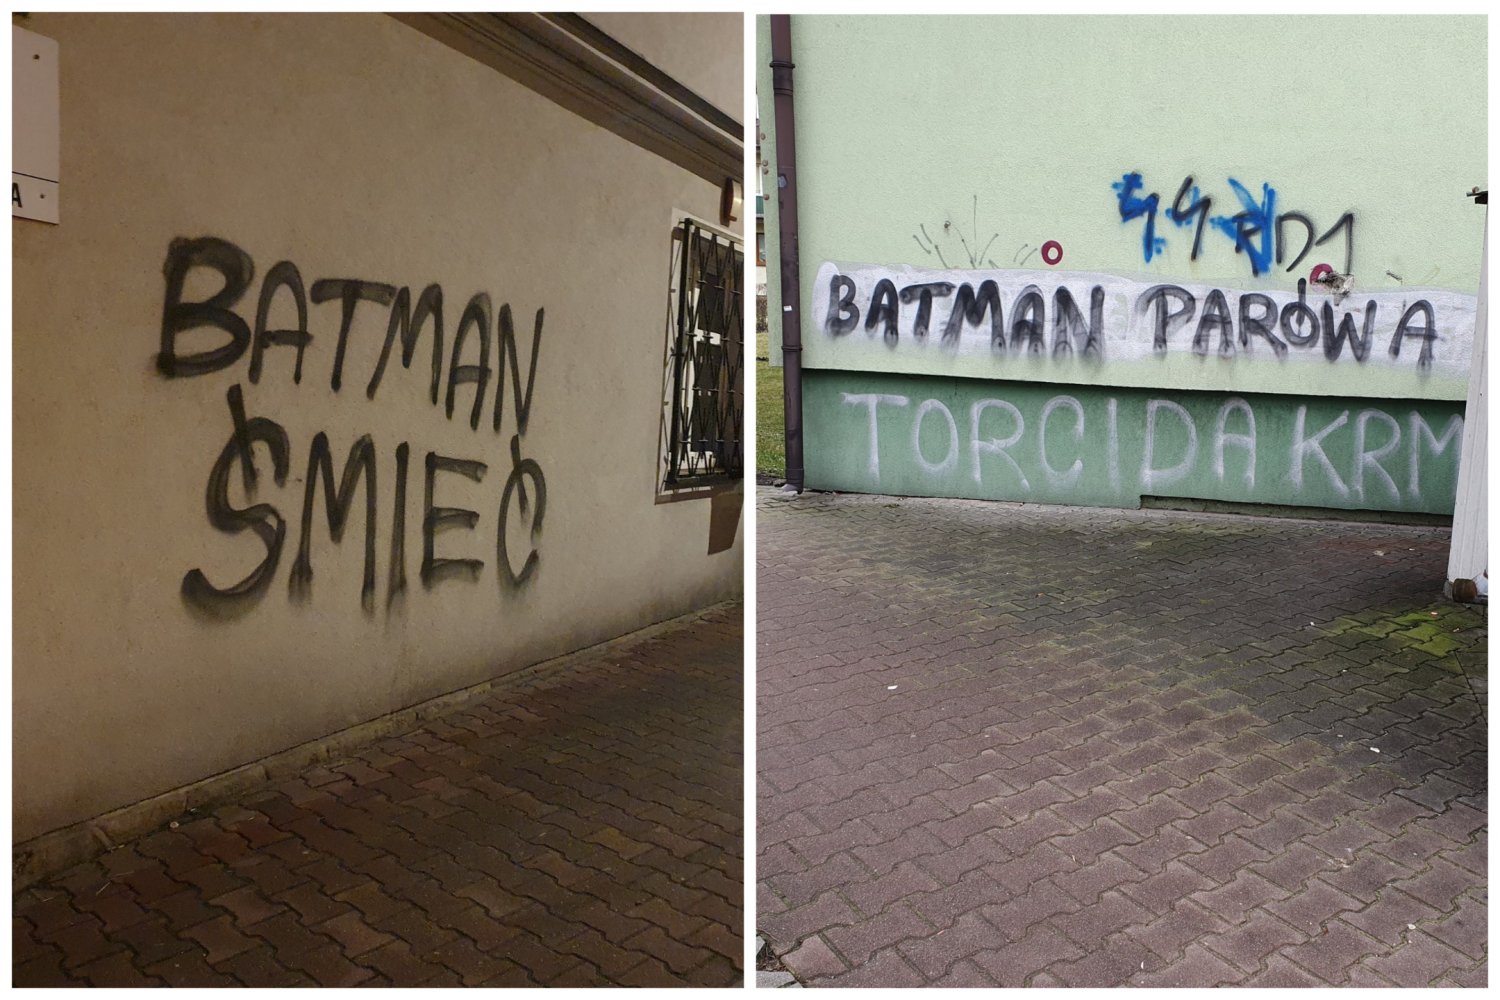 A
BATMAN
ŚMIEĆ
BATMAN PARÓWA
TORCIDA KRM